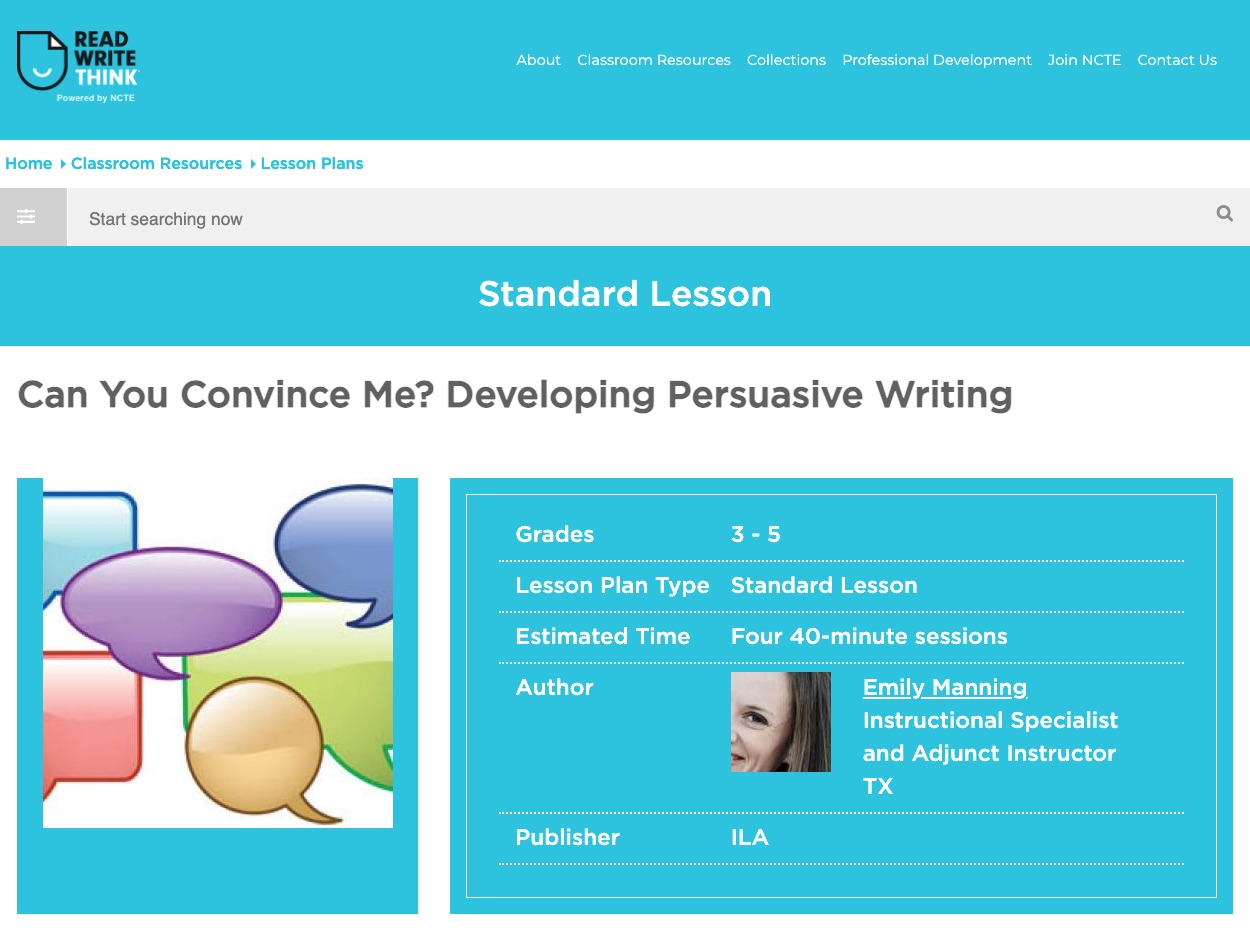 READ
WRITE
THINK
Powered by NCTE
About Classroom Resources Collections Professional Development Join NCTE Contact Us
Home Classroom Resources Lesson Plans
Start searching now
Standard Lesson
Can You Convince Me? Developing Persuasive Writing
Grades 3 - 5
Lesson Plan Type Standard Lesson
Estimated Time Four 40-minute sessions
Author Emily Manning
Instructional Specialist
and Adjunct Instructor
TX
Publisher ILA